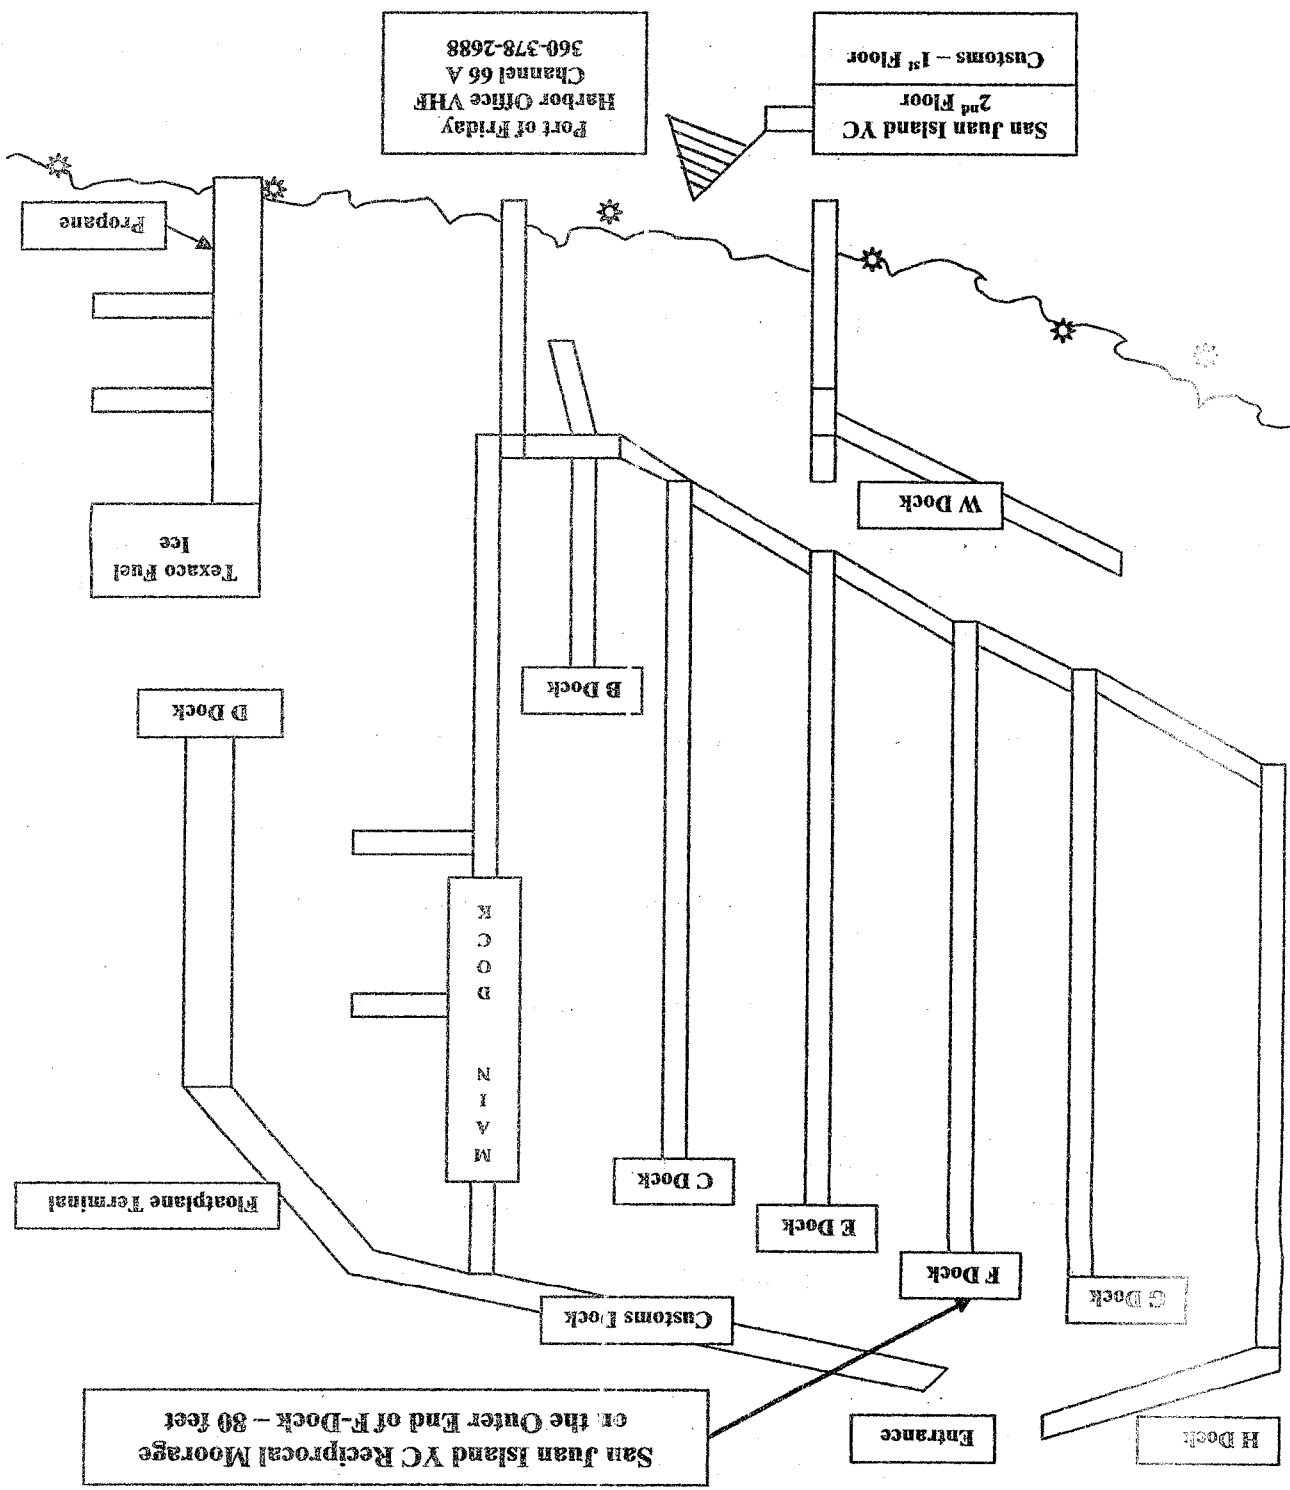 H Dock
Entrance
San Juan Island YC Reciprocal Moorage
on the Outer End of F-Dock – 80 feet
Customs Dock
G Dock
F Dock
E Dock
C Dock
Floatplane Terminal
MAIN DOCK
B Dock
D Dock
Texaco Fuel
Ice
W Dock
Propane
San Juan Island YC
2nd Floor
Customs – 1st Floor
Port of Friday
Harbor Office VHF
Channel 66 A
360-378-2688